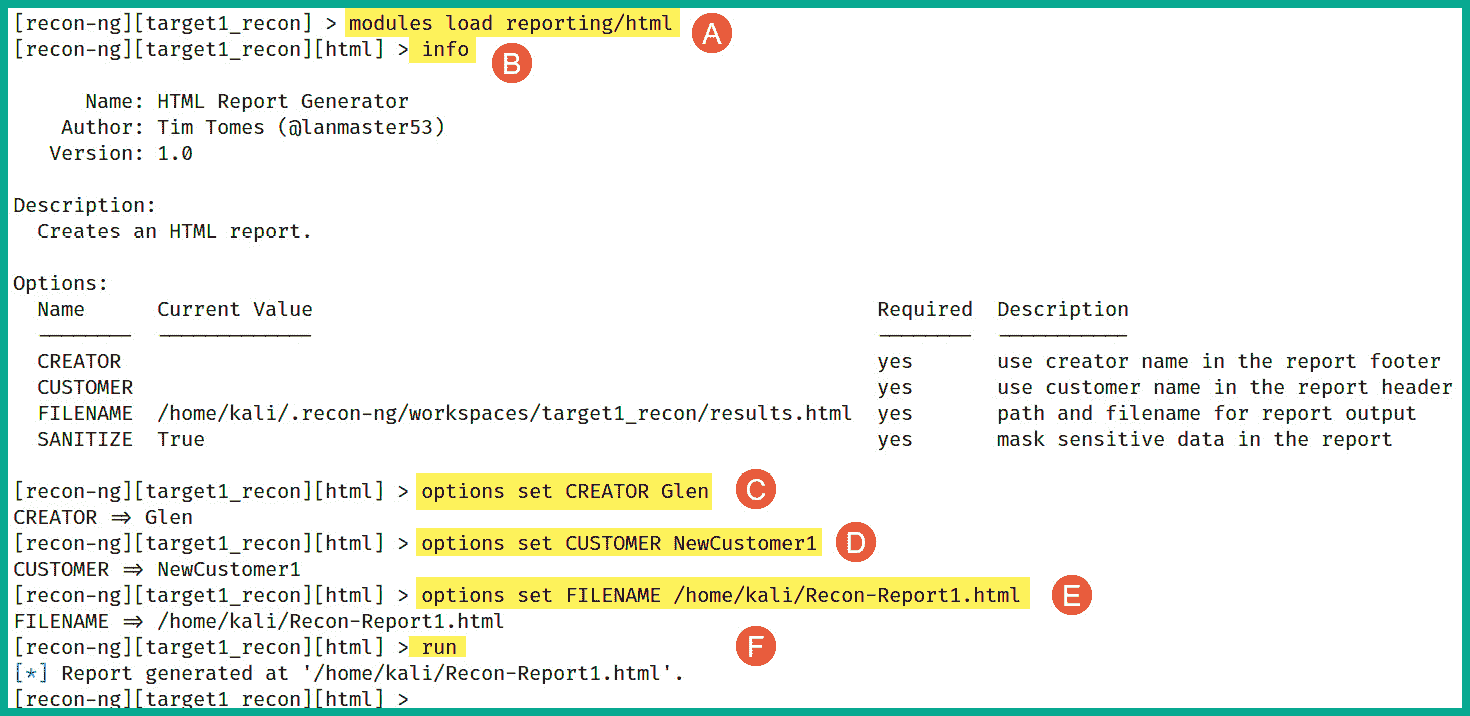 [recon-ng][target1_recon] > modules load reporting/html A
[recon-ng][target1_recon][html] > info B
Name: HTML Report Generator
Author: Tim Tomes (@lanmaster53)
Version: 1.0
Description:
Creates an HTML report.
Options:
Name Current Value Required Description
CREATOR yes use creator name in the report footer
CUSTOMER yes use customer name in the report header
FILENAME /home/kali/.recon-ng/workspaces/target1_recon/results.html yes path and filename for report output
SANITIZE True yes mask sensitive data in the report
[recon-ng][target1_recon][html] > options set CREATOR Glen C
CREATOR ⇒ Glen
[recon-ng][target1_recon][html] > options set CUSTOMER NewCustomer1 D
CUSTOMER ⇒ NewCustomer1
[recon-ng][target1_recon][html] > options set FILENAME /home/kali/Recon-Report1.html E
FILENAME ⇒ /home/kali/Recon-Report1.html
[recon-ng][target1_recon][html] > run F
[*] Report generated at '/home/kali/Recon-Report1.html'.
[recon-ng][target1_recon][html] >